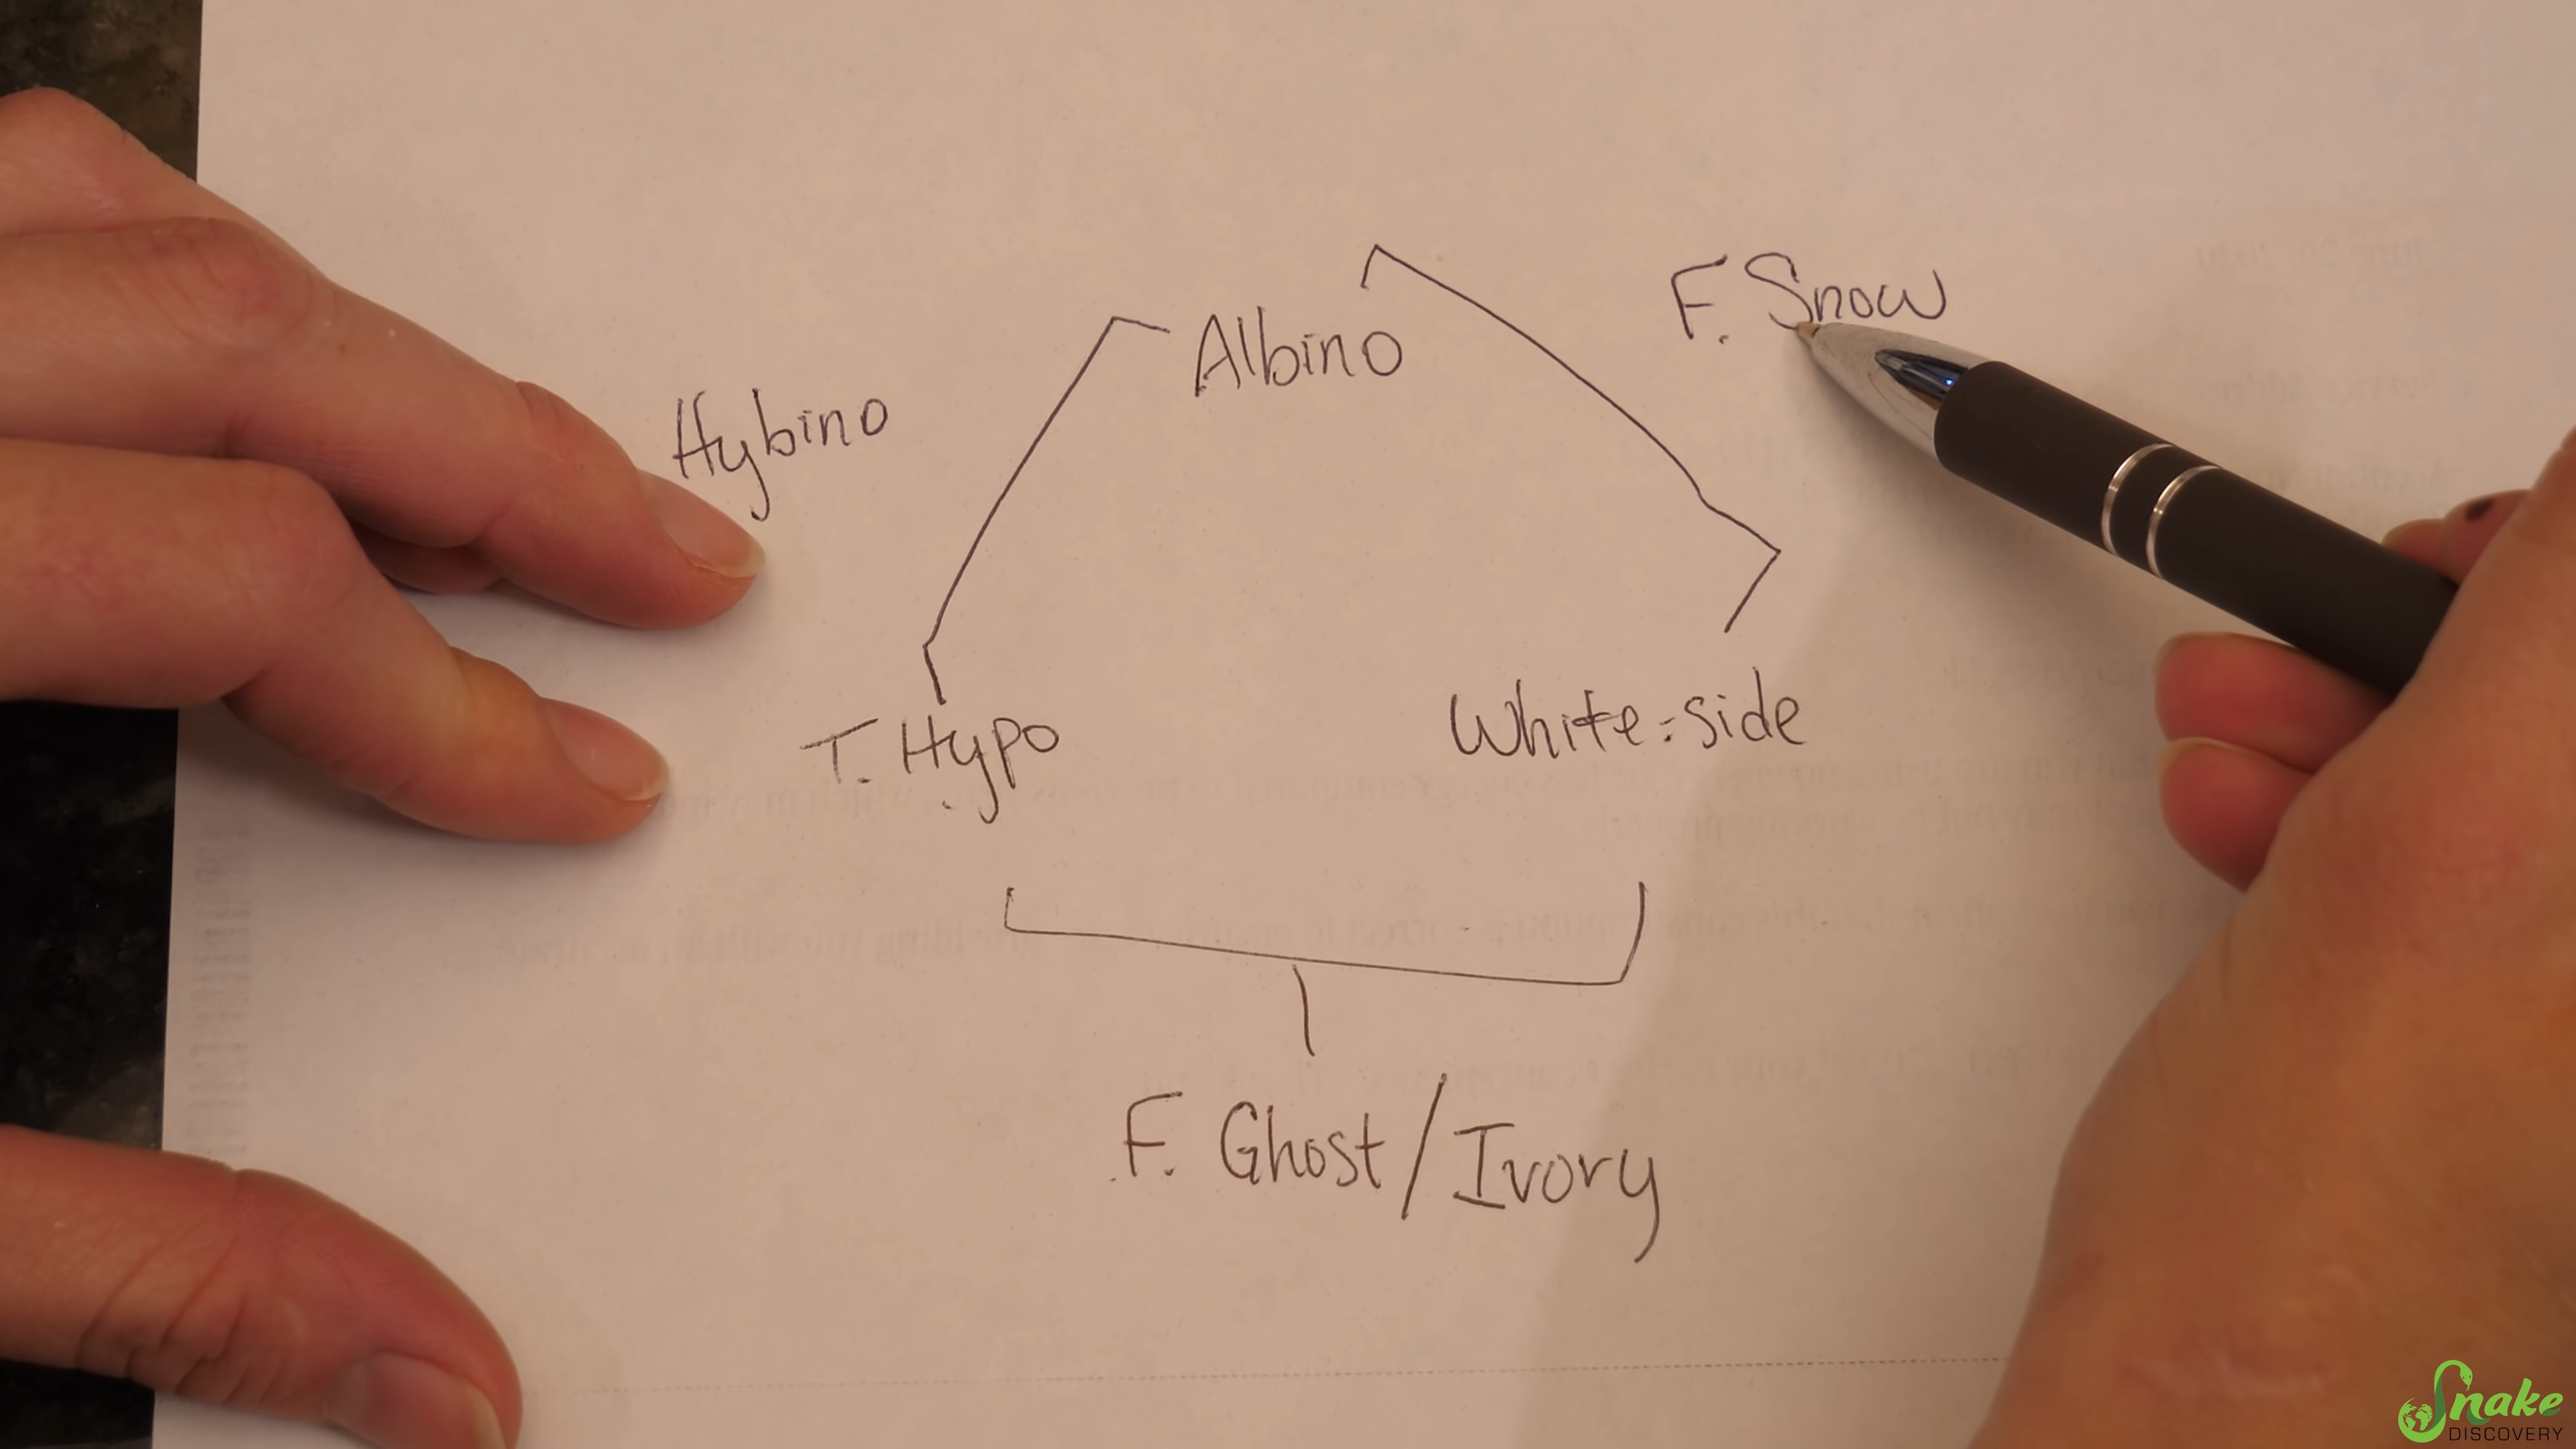 F. Snow
Albino
Hybino
T. Hypo
White-side
F. Ghost/Ivory
Snake
DISCOVERY